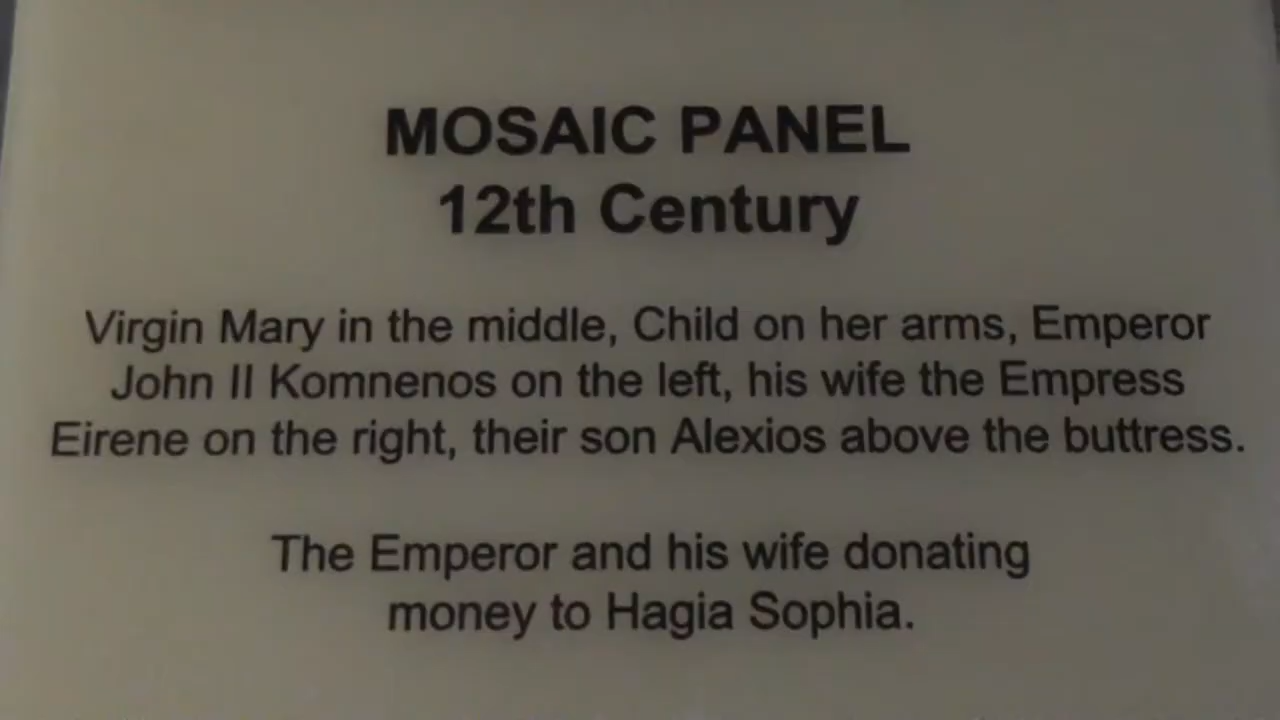 MOSAIC PANEL
12th Century
Virgin Mary in the middle, Child on her arms, Emperor
John II Komnenos on the left, his wife the Empress
Eirene on the right, their son Alexios above the buttress.
The Emperor and his wife donating
money to Hagia Sophia.